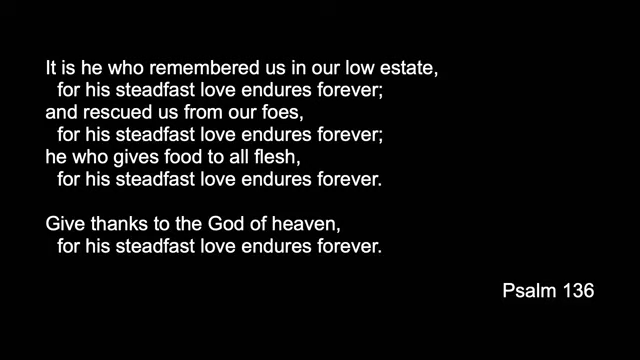 It is he who remembered us in our low estate,
for his steadfast love endures forever;
and rescued us from our foes,
for his steadfast love endures forever;
he who gives food to all flesh,
for his steadfast love endures forever.
Give thanks to the God of heaven,
for his steadfast love endures forever.
Psalm 136